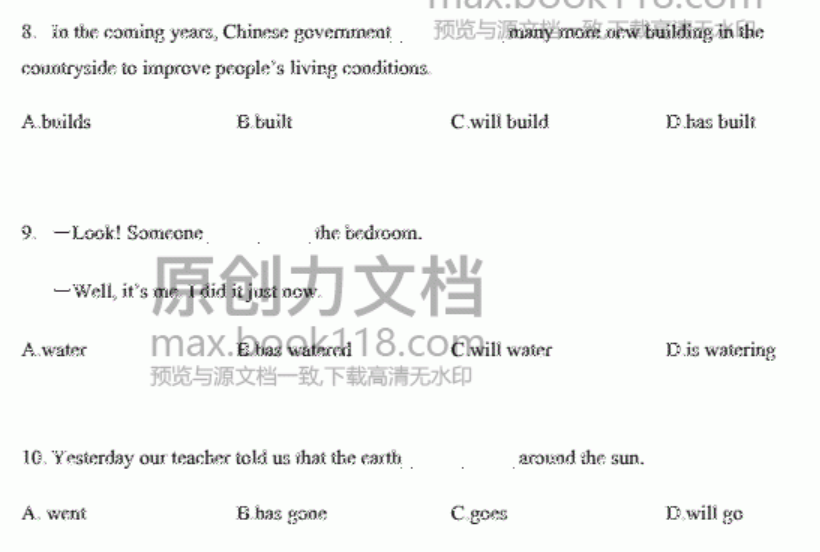 max.book118.com
预览与源文档一致,下载高清无水印
8. In the coming years, Chinese government many more new building in the
countryside to improve people's living conditions.
A.builds B.built C.will build D.has built
9. —Look! Someone the bedroom.
原创力文档
—Well, it's me. I did it just now.
max.book118.com
A.water B.has watered C.will water D.is watering
预览与源文档一致,下载高清无水印
10. Yesterday our teacher told us that the earth around the sun.
A. went B.has gone C.goes D.will go